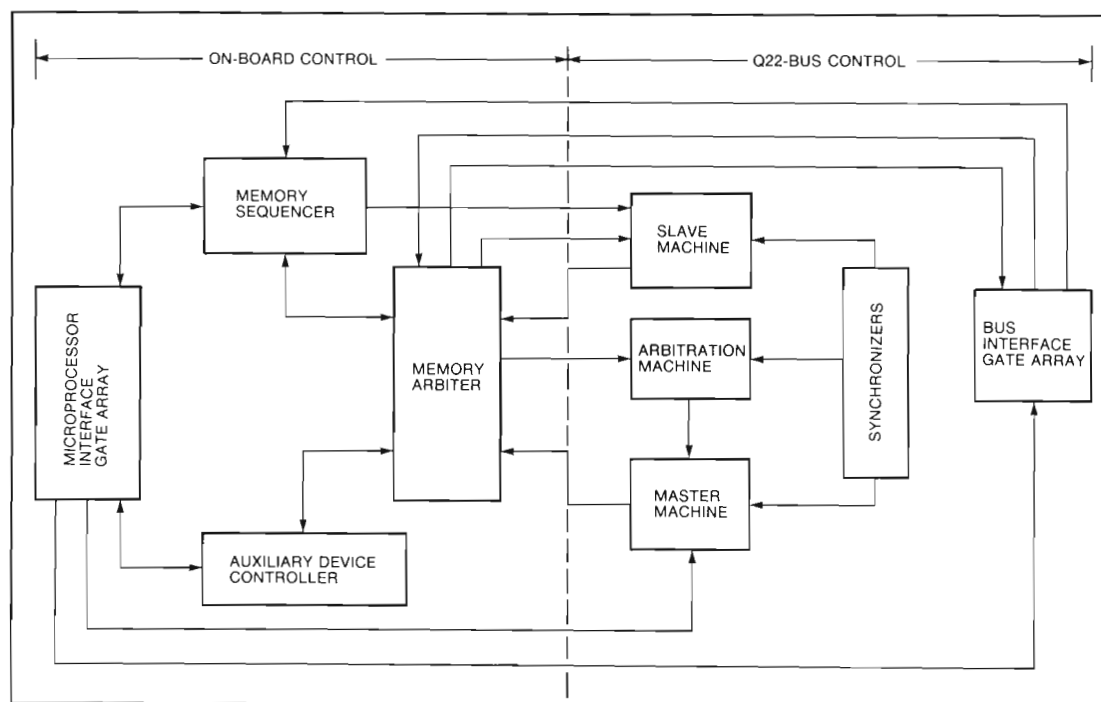 ON-BOARD CONTROL
Q22-BUS CONTROL
MEMORY
SEQUENCER
SLAVE
MACHINE
MICROPROCESSOR
INTERFACE
GATE ARRAY
MEMORY
ARBITER
ARBITRATION
MACHINE
SYNCHRONIZERS
BUS
INTERFACE
GATE ARRAY
MASTER
MACHINE
AUXILIARY DEVICE
CONTROLLER